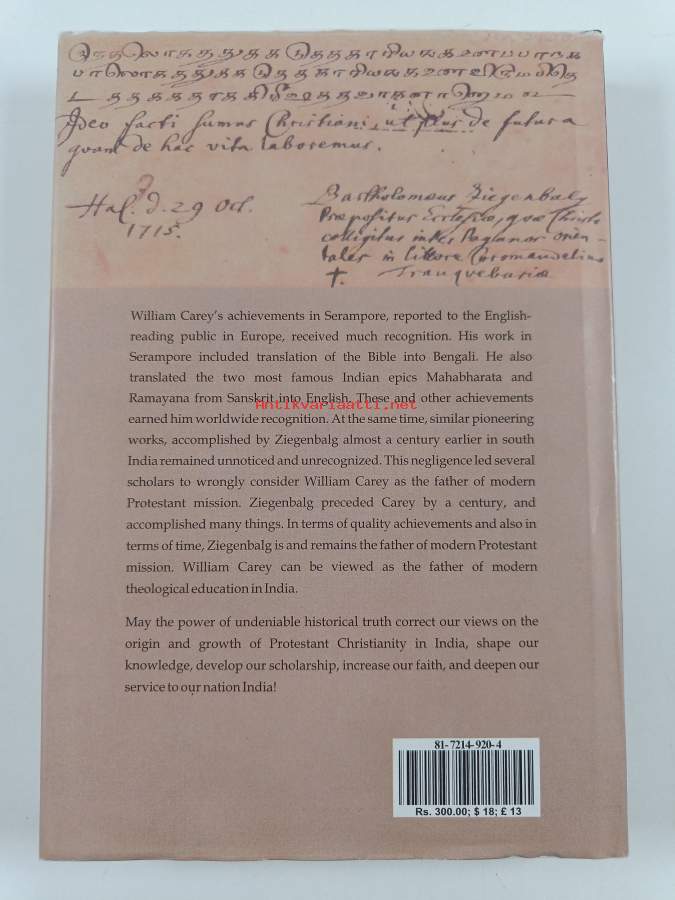 Ideo facti sumus Christiani, ut plus de futura
quam de hac vita laboremus.
Hal. d. 29 Oct.
1715.
Bartholomæus Ziegenbalg
Præpositus Ecclesiæ, quæ Christo
colligitur inter Paganos orien-
tales in littore Coromandelino
Tranquebariæ
William Carey’s achievements in Serampore, reported to the English-
reading public in Europe, received much recognition. His work in
Serampore included translation of the Bible into Bengali. He also
translated the two most famous Indian epics Mahabharata and
Ramayana from Sanskrit into English. These and other achievements
Antikvariaatti.net
earned him worldwide recognition. At the same time, similar pioneering
works, accomplished by Ziegenbalg almost a century earlier in south
India remained unnoticed and unrecognized. This negligence led several
scholars to wrongly consider William Carey as the father of modern
Protestant mission. Ziegenbalg preceded Carey by a century, and
accomplished many things. In terms of quality achievements and also in
terms of time, Ziegenbalg is and remains the father of modern Protestant
mission. William Carey can be viewed as the father of modern
theological education in India.
May the power of undeniable historical truth correct our views on the
origin and growth of Protestant Christianity in India, shape our
knowledge, develop our scholarship, increase our faith, and deepen our
service to our nation India!
81-7214-920-4
Rs. 300.00; $ 18; £ 13